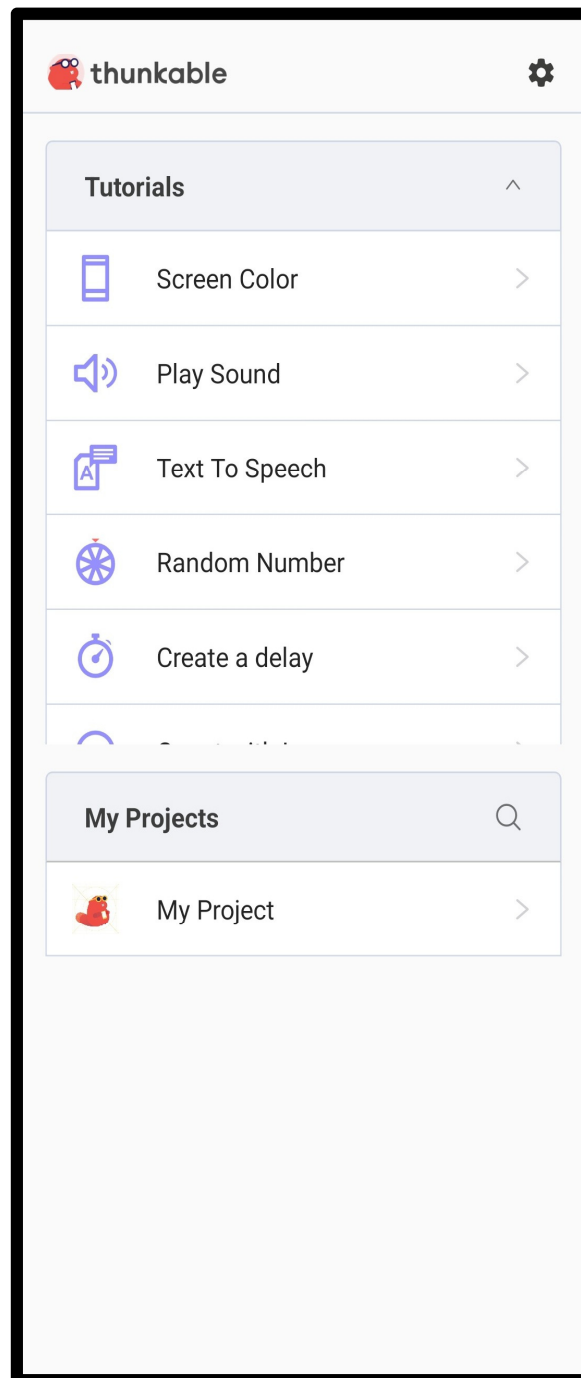 thunkable
Tutorials
Screen Color
Play Sound
Text To Speech
A
Random Number
Create a delay
My Projects
My Project